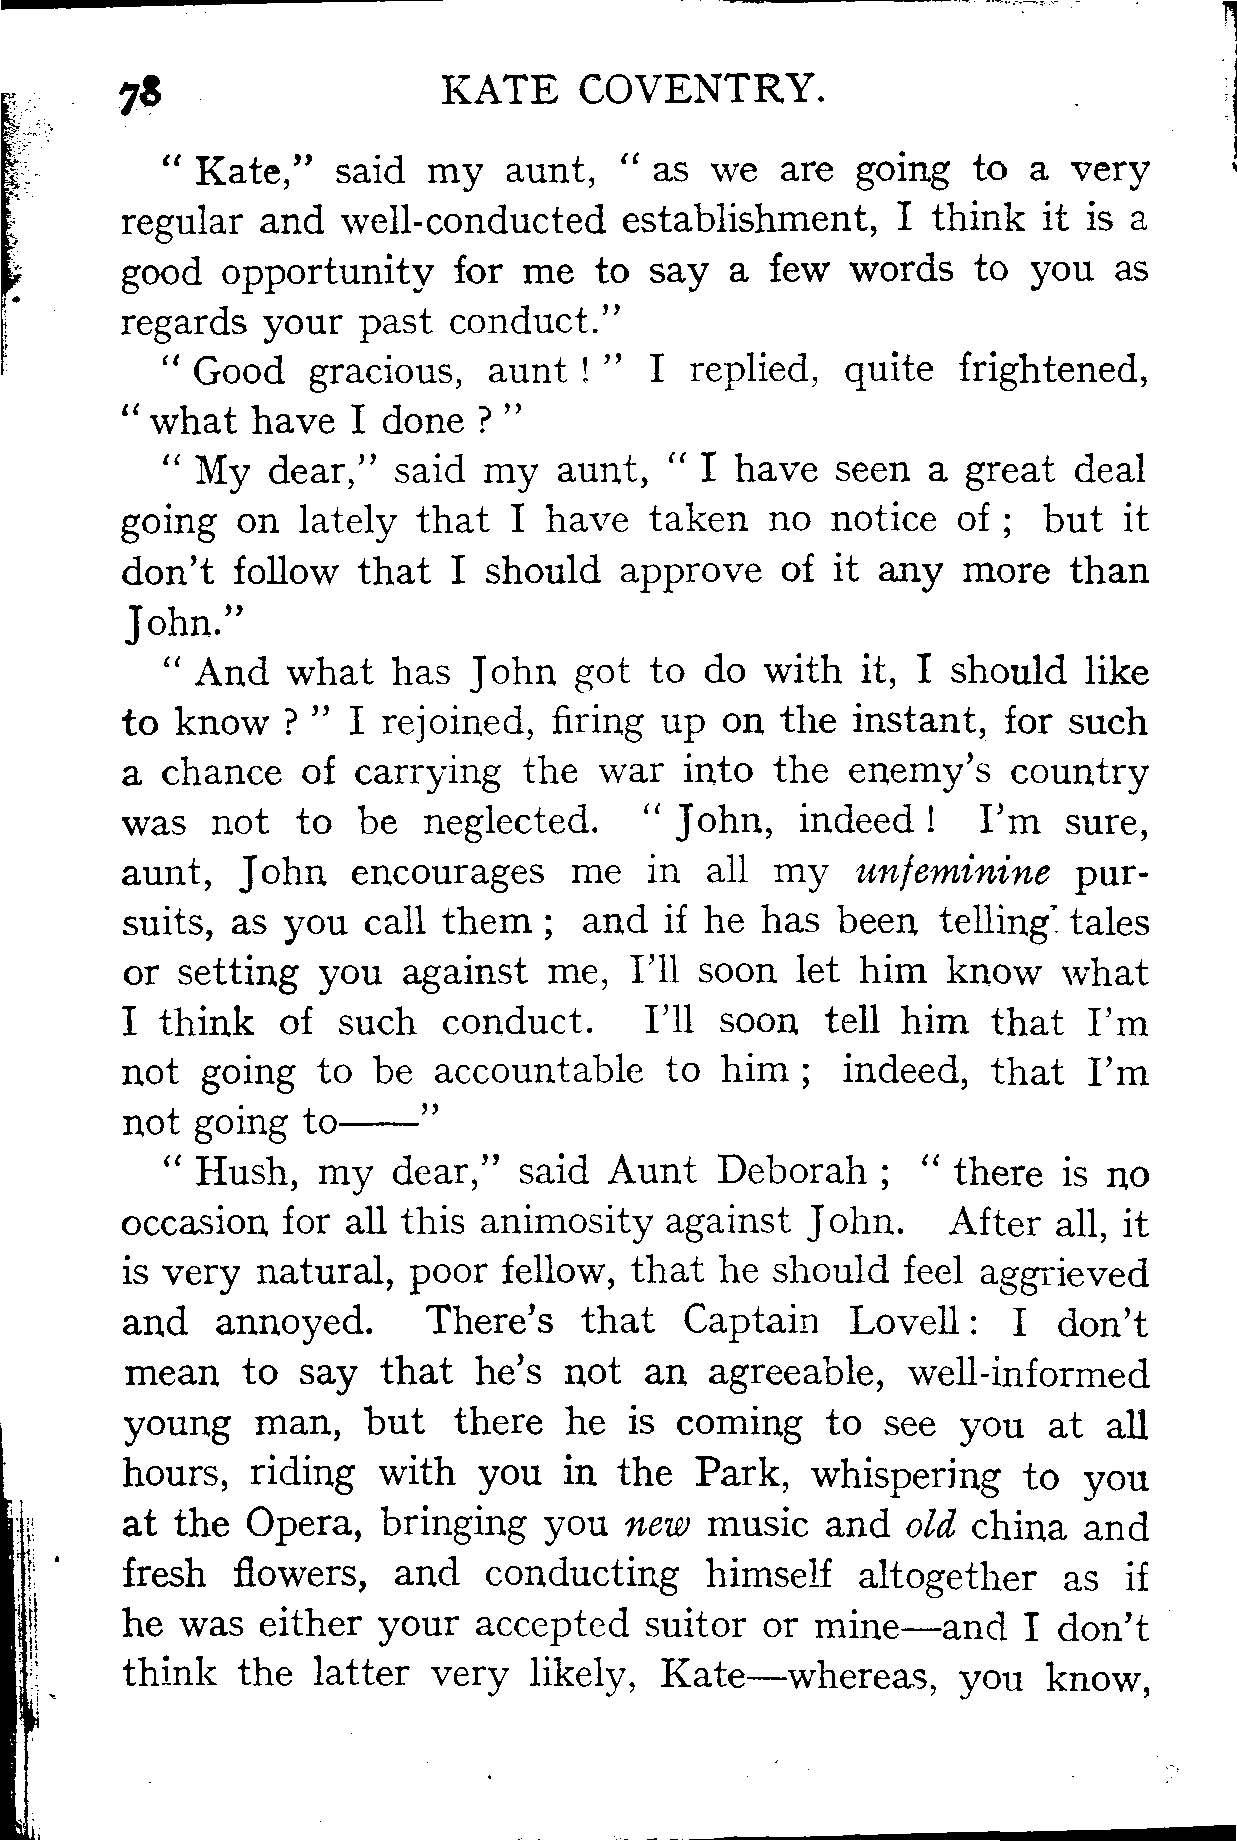 78 KATE COVENTRY.
" Kate," said my aunt, " as we are going to a very
regular and well-conducted establishment, I think it is a
good opportunity for me to say a few words to you as
regards your past conduct."
" Good gracious, aunt ! " I replied, quite frightened,
" what have I done ? "
" My dear," said my aunt, " I have seen a great deal
going on lately that I have taken no notice of ; but it
don't follow that I should approve of it any more than
John."
" And what has John got to do with it, I should like
to know ? " I rejoined, firing up on the instant, for such
a chance of carrying the war into the enemy's country
was not to be neglected. " John, indeed ! I'm sure,
aunt, John encourages me in all my unfeminine pur-
suits, as you call them ; and if he has been telling tales
or setting you against me, I'll soon let him know what
I think of such conduct. I'll soon tell him that I'm
not going to be accountable to him ; indeed, that I'm
not going to——"
" Hush, my dear," said Aunt Deborah ; " there is no
occasion for all this animosity against John. After all, it
is very natural, poor fellow, that he should feel aggrieved
and annoyed. There's that Captain Lovell : I don't
mean to say that he's not an agreeable, well-informed
young man, but there he is coming to see you at all
hours, riding with you in the Park, whispering to you
at the Opera, bringing you new music and old china and
fresh flowers, and conducting himself altogether as if
he was either your accepted suitor or mine—and I don't
think the latter very likely, Kate—whereas, you know,